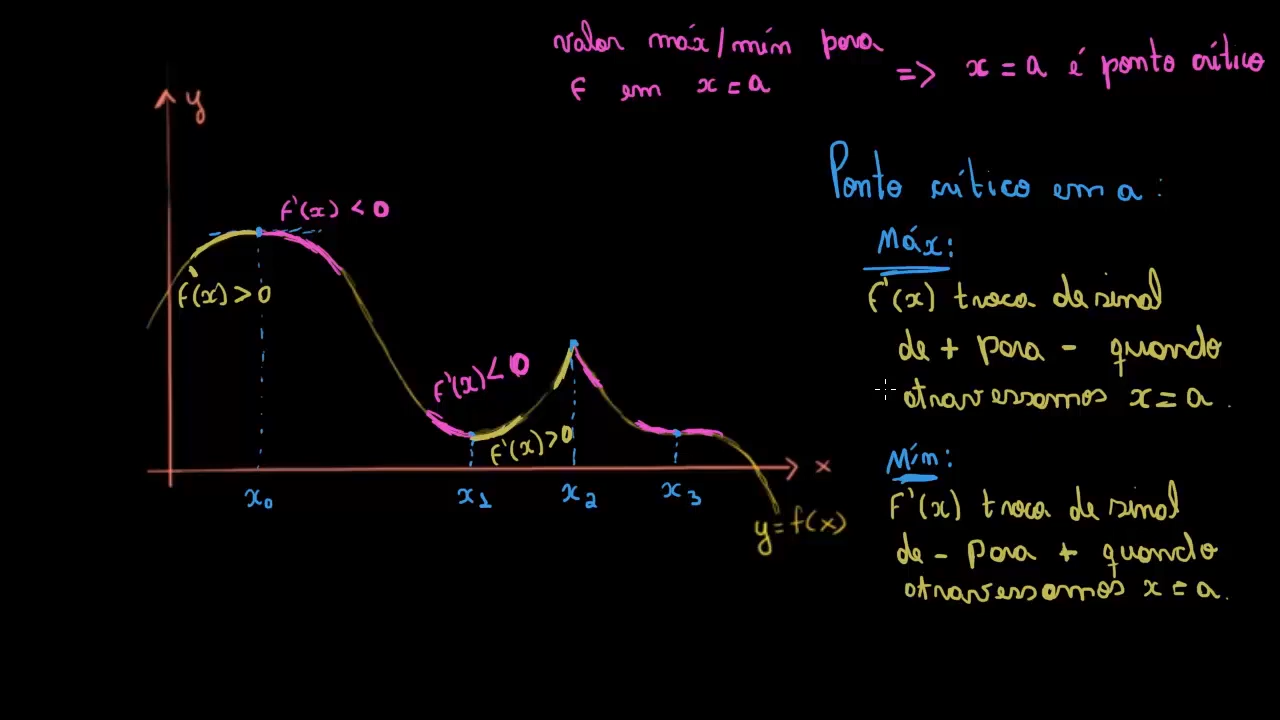 valor máx/mín para
f em x = a
=> x = a é ponto crítico
y
f'(x) < 0
Ponto crítico em a:
Máx:
f'(x) > 0
f'(x) troca de sinal
de + para - quando
atravessamos x = a.
f'(x) < 0
f'(x) > 0
Mín:
f'(x) troca de sinal
de - para + quando
atravessamos x = a.
x
x₀
x₁
x₂
x₃
y = f(x)